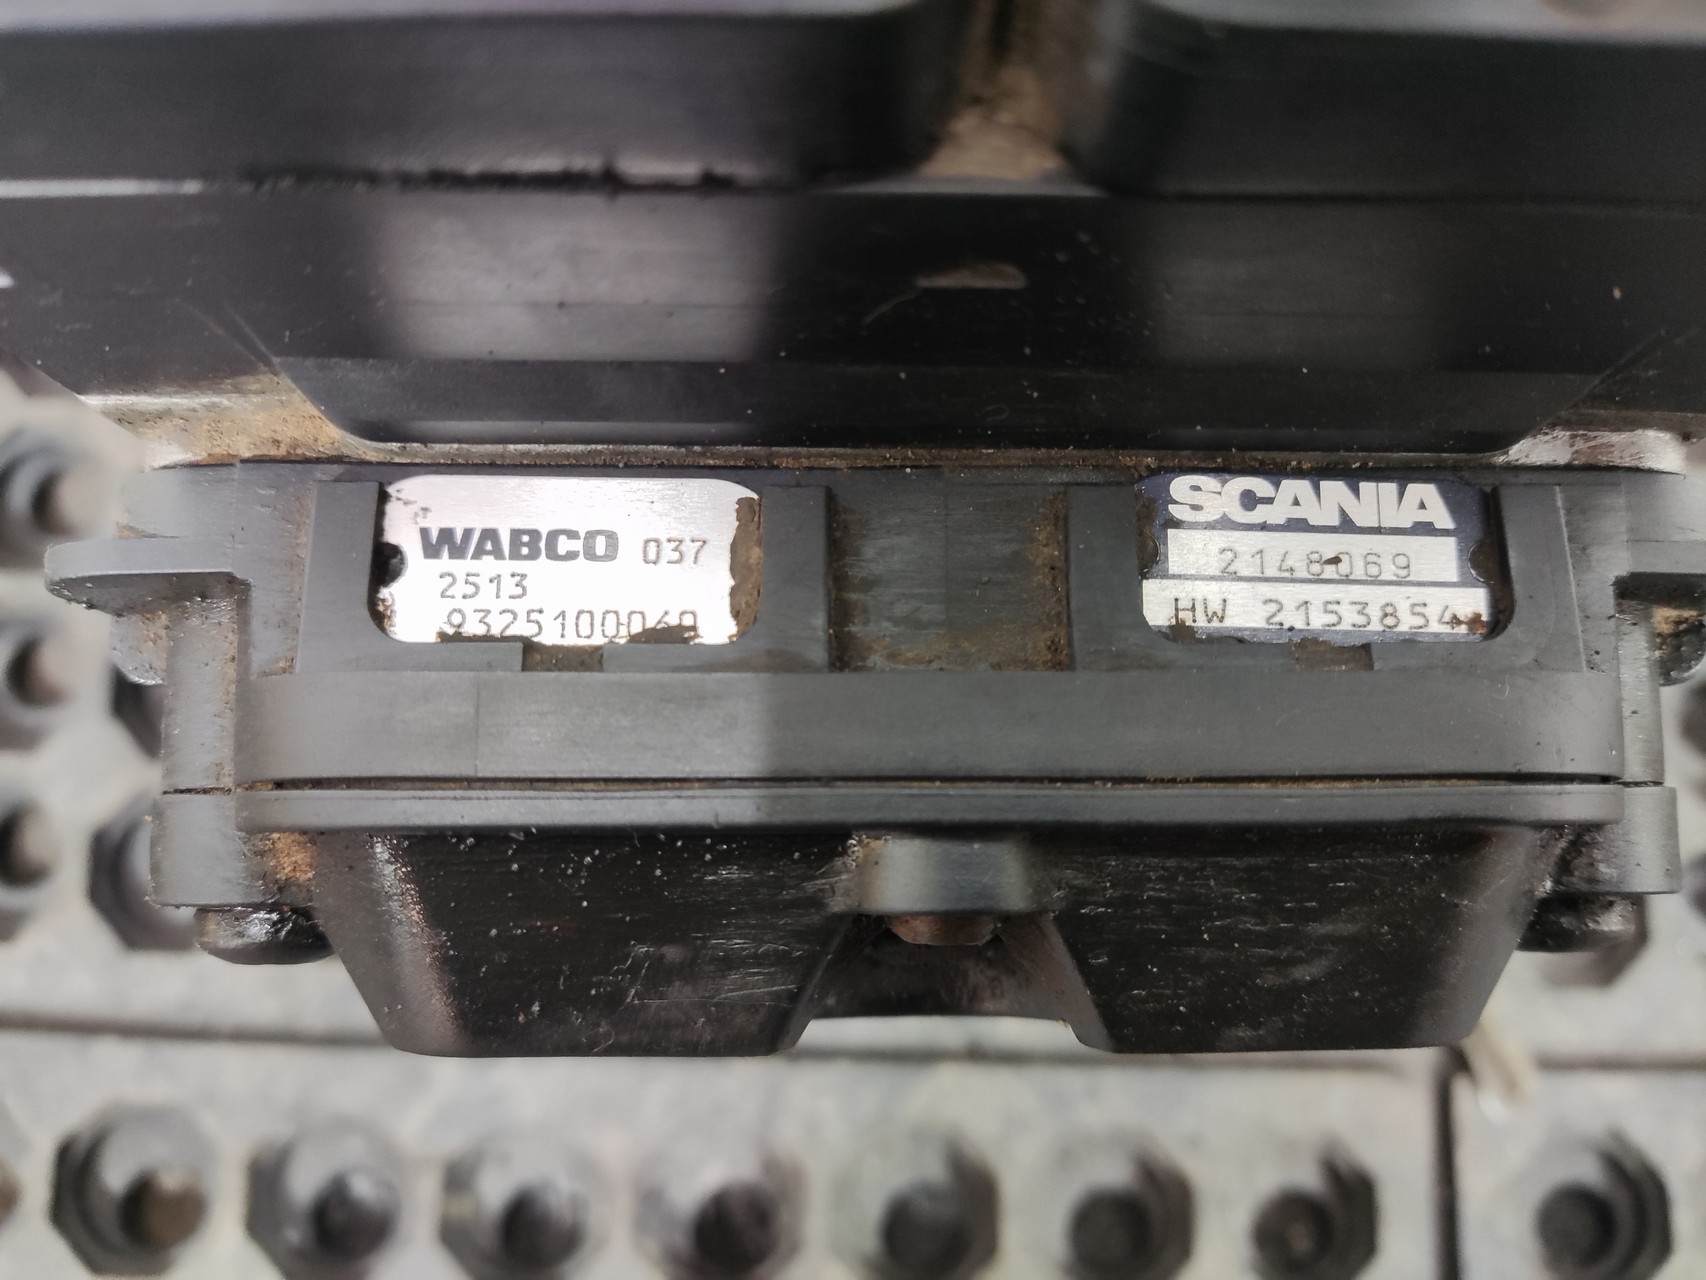 WABCO 037
2513
9325100060
SCANIA
2148069
HW 2153854